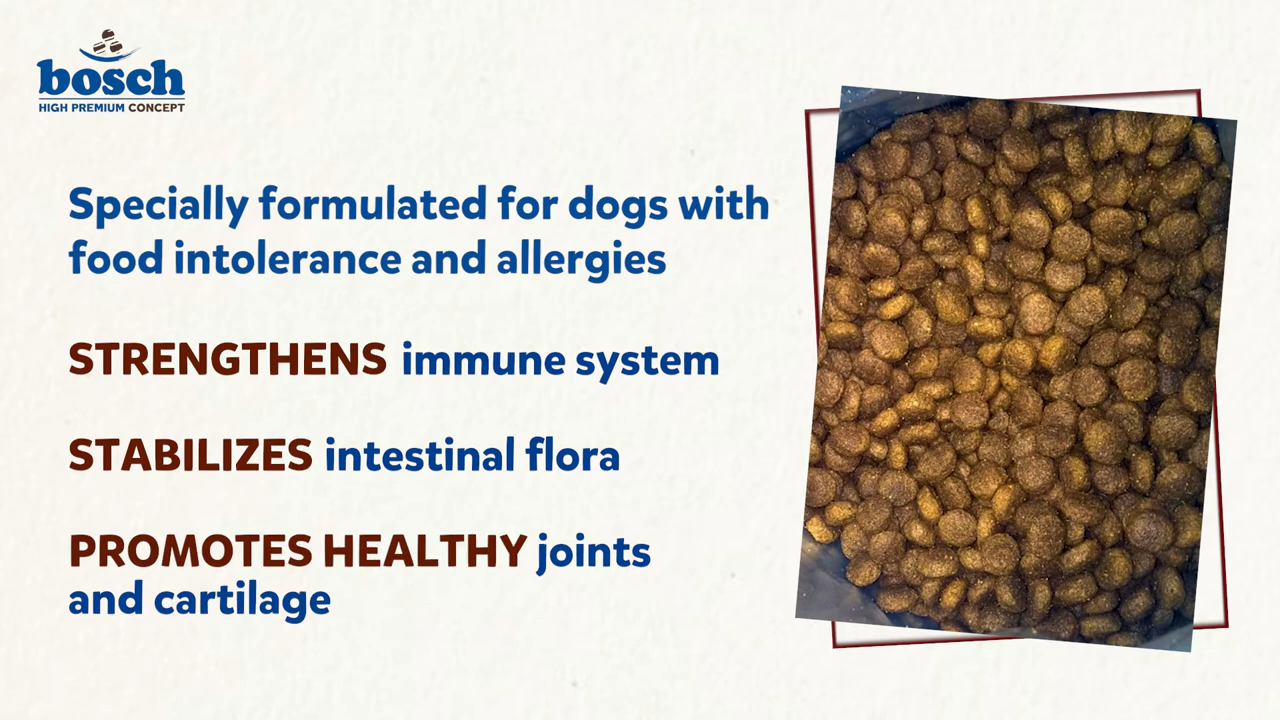 bosch
HIGH PREMIUM CONCEPT
Specially formulated for dogs with
food intolerance and allergies
STRENGTHENS immune system
STABILIZES intestinal flora
PROMOTES HEALTHY joints
and cartilage